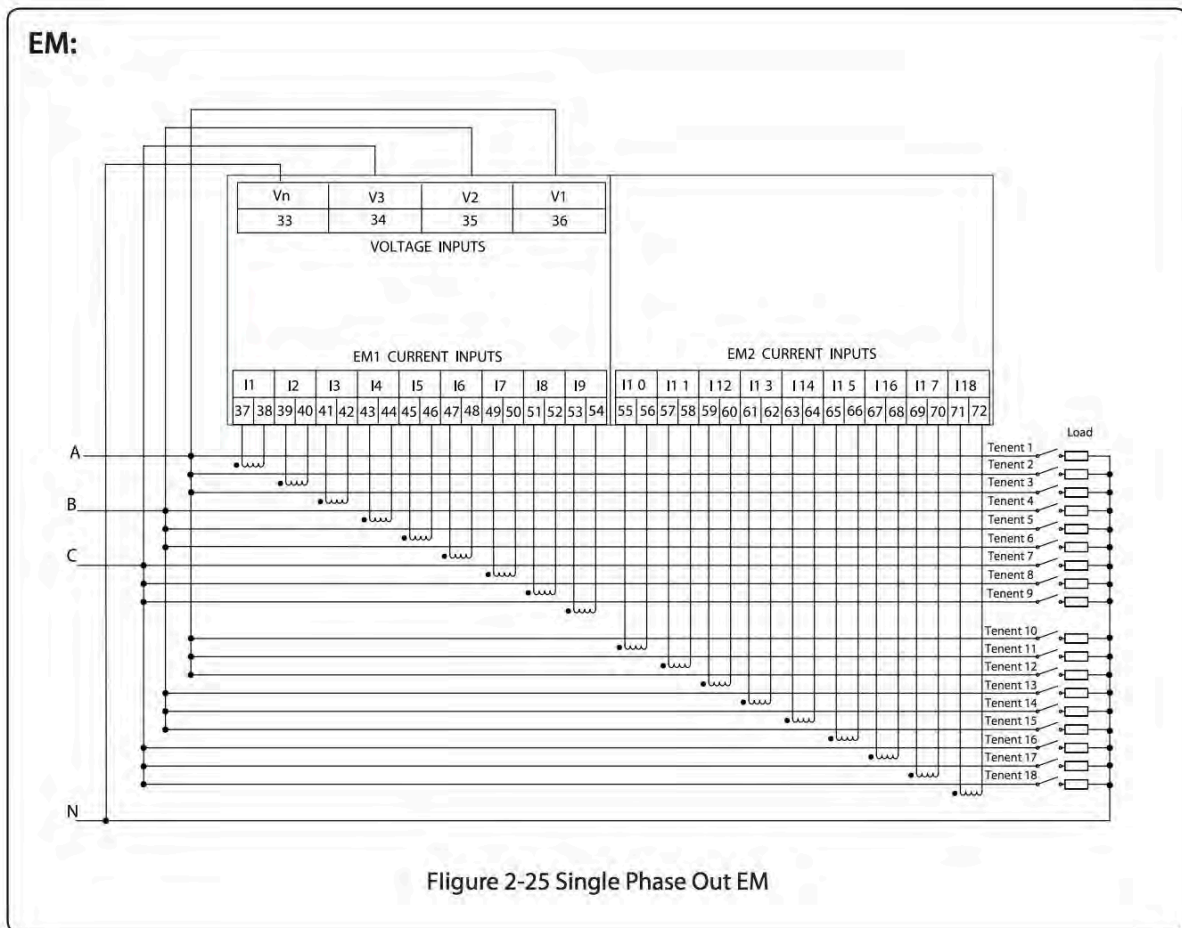 EM:
Vn V3 V2 V1
33 34 35 36
VOLTAGE INPUTS
EM1 CURRENT INPUTS EM2 CURRENT INPUTS
I1 I2 I3 I4 I5 I6 I7 I8 I9 I1 0 I1 1 I12 I1 3 I14 I1 5 I16 I1 7 I18
37 38 39 40 41 42 43 44 45 46 47 48 49 50 51 52 53 54 55 56 57 58 59 60 61 62 63 64 65 66 67 68 69 70 71 72
Load
A Tenent 1
Tenent 2
Tenent 3
B Tenent 4
Tenent 5
Tenent 6
C Tenent 7
Tenent 8
Tenent 9
Tenent 10
Tenent 11
Tenent 12
Tenent 13
Tenent 14
Tenent 15
Tenent 16
Tenent 17
Tenent 18
N
Fligure 2-25 Single Phase Out EM